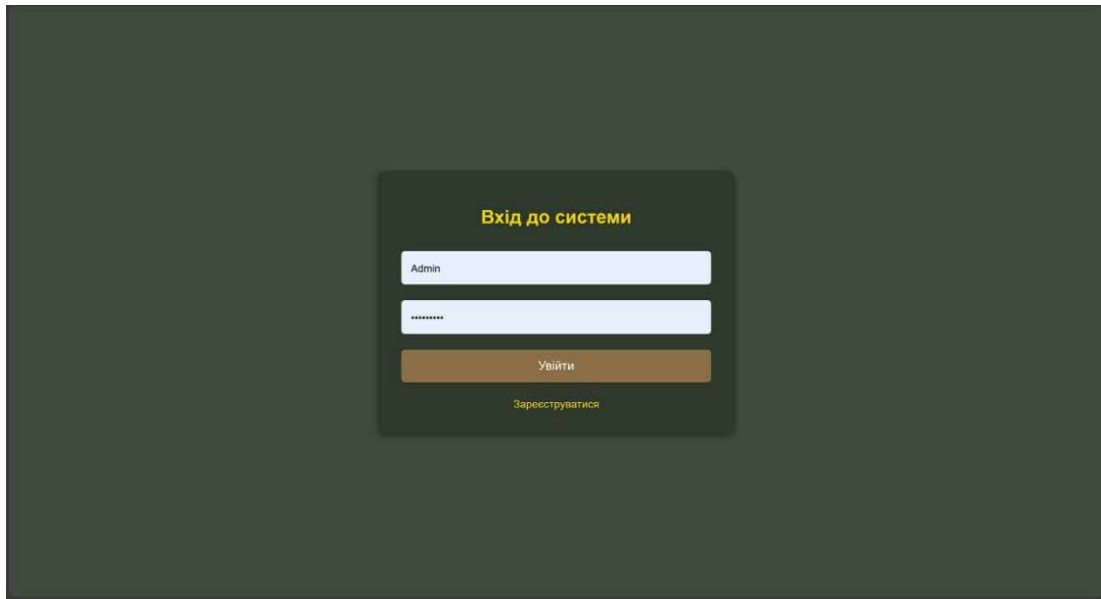 Вхід до системи
Admin
•••••••••
Увійти
Зареєструватися